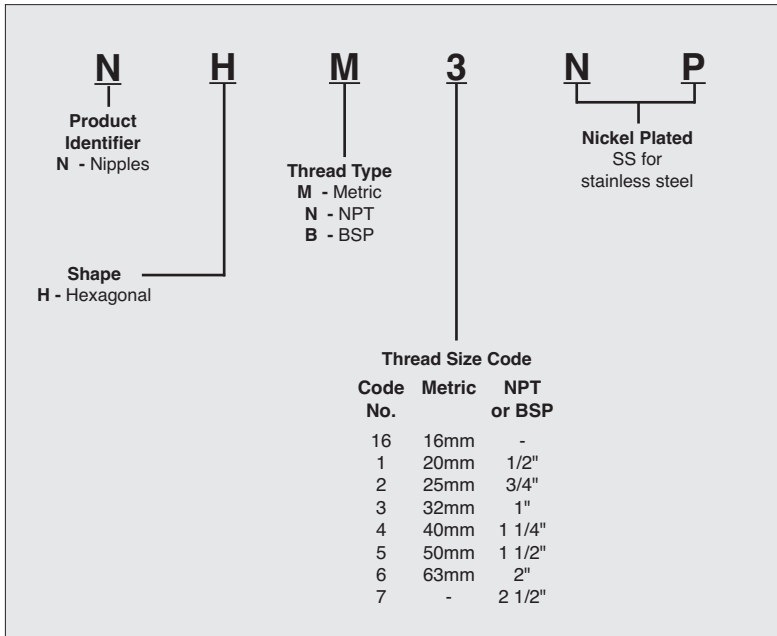 N H M 3 N P
Product
Identifier
N - Nipples
Shape
H - Hexagonal
Thread Type
M - Metric
N - NPT
B - BSP
Nickel Plated
SS for
stainless steel
Thread Size Code
Code Metric NPT
No. or BSP
16 16mm -
1 20mm 1/2"
2 25mm 3/4"
3 32mm 1"
4 40mm 1 1/4"
5 50mm 1 1/2"
6 63mm 2"
7 - 2 1/2"